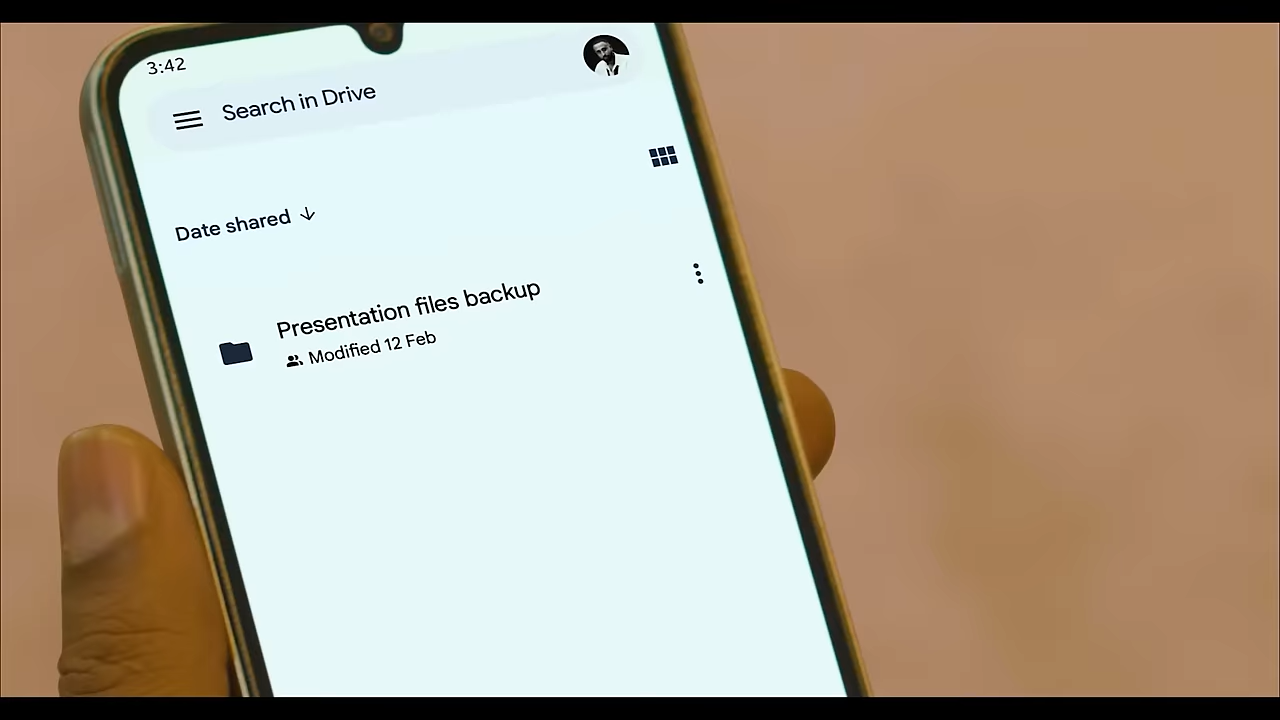 3:42
Search in Drive
Date shared
Presentation files backup
Modified 12 Feb